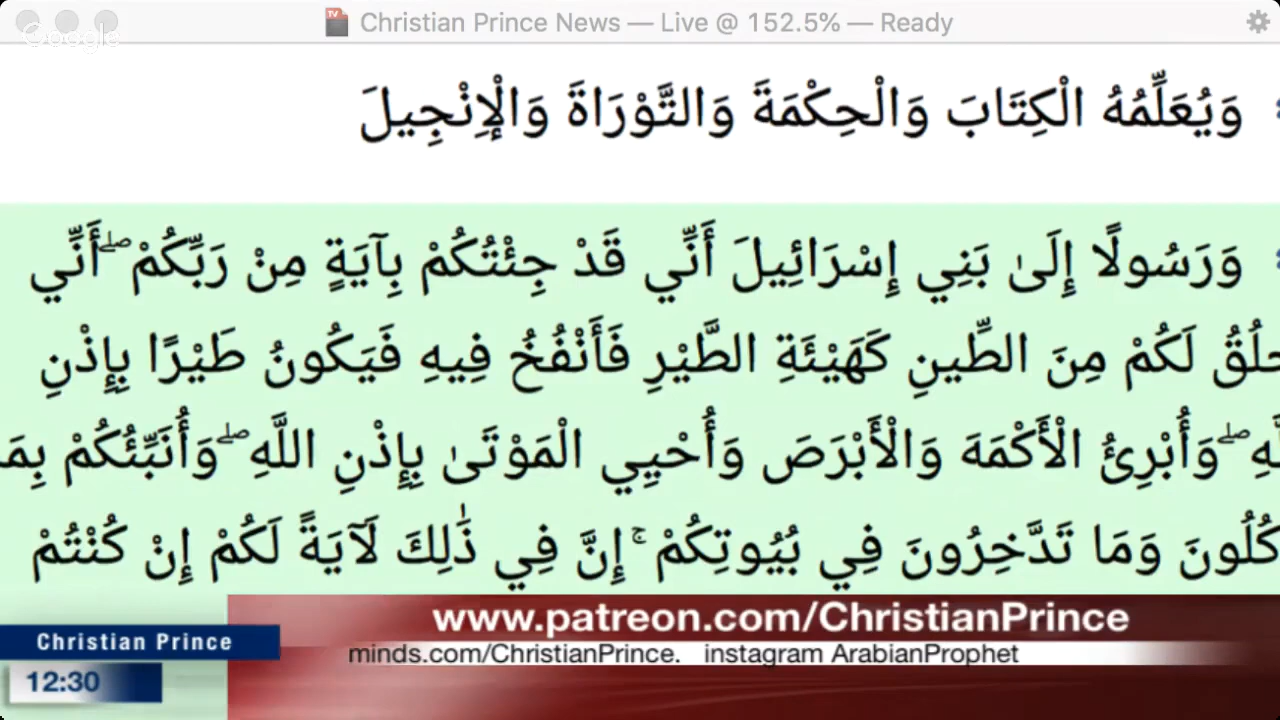 Christian Prince News — Live @ 152.5% — Ready
Google
وَيُعَلِّمُهُ الْكِتَابَ وَالْحِكْمَةَ وَالتَّوْرَاةَ وَالْإِنْجِيلَ
وَرَسُولًا إِلَىٰ بَنِي إِسْرَائِيلَ أَنِّي قَدْ جِئْتُكُمْ بِآيَةٍ مِنْ رَبِّكُمْ ۖ أَنِّي
لَكُمْ مِنَ الطِّينِ كَهَيْئَةِ الطَّيْرِ فَأَنْفُخُ فِيهِ فَيَكُونُ طَيْرًا بِإِذْنِ
ۖ وَأُبْرِئُ الْأَكْمَهَ وَالْأَبْرَصَ وَأُحْيِي الْمَوْتَىٰ بِإِذْنِ اللَّهِ ۖ وَأُنَبِّئُكُمْ
وَمَا تَدَّخِرُونَ فِي بُيُوتِكُمْ ۚ إِنَّ فِي ذَٰلِكَ لَآيَةً لَكُمْ إِنْ كُنْتُمْ
www.patreon.com/ChristianPrince
Christian Prince
minds.com/ChristianPrince. instagram ArabianProphet
12:30